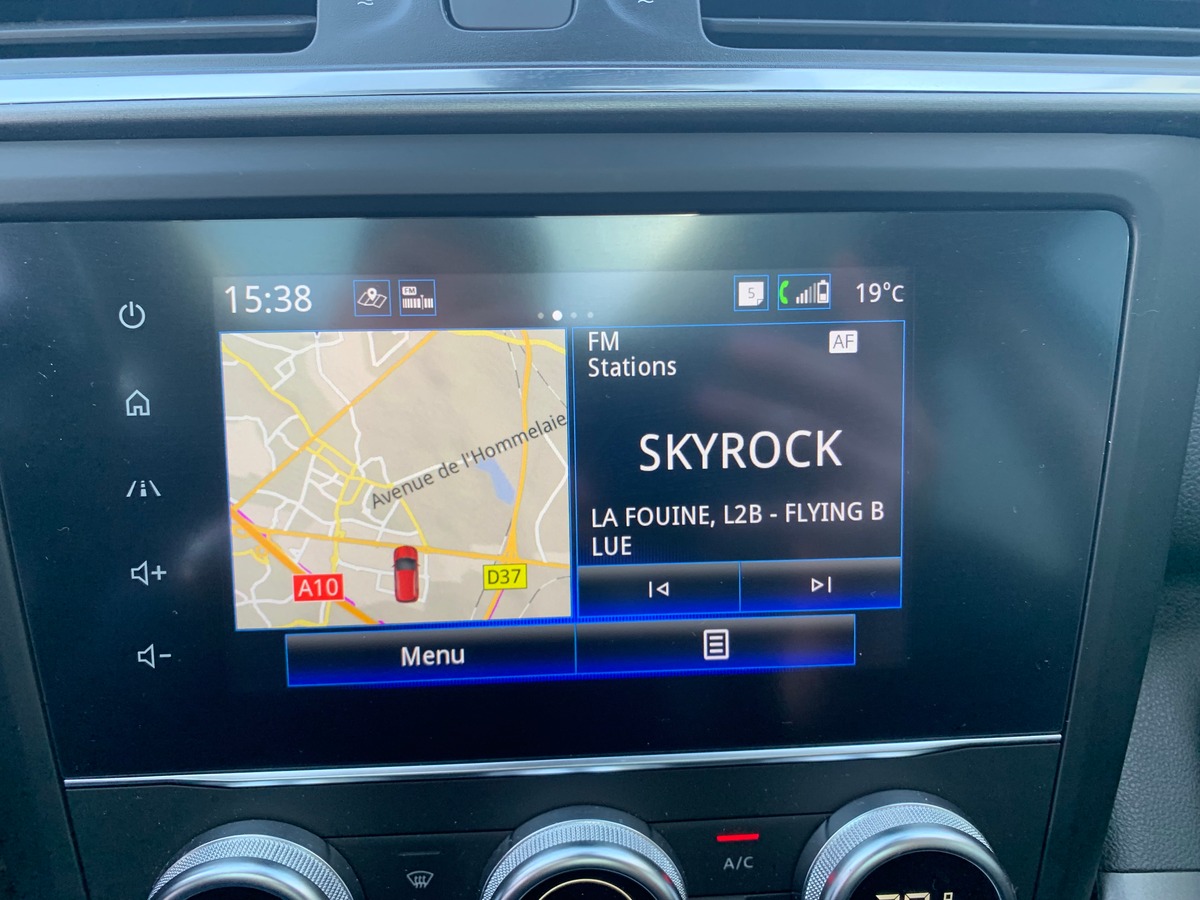 15:38
FM
5
19°C
FM
Stations
AF
SKYROCK
LA FOUINE, L2B - FLYING B
LUE
Avenue de l'Hommelaie
A10
D37
Menu
A/C